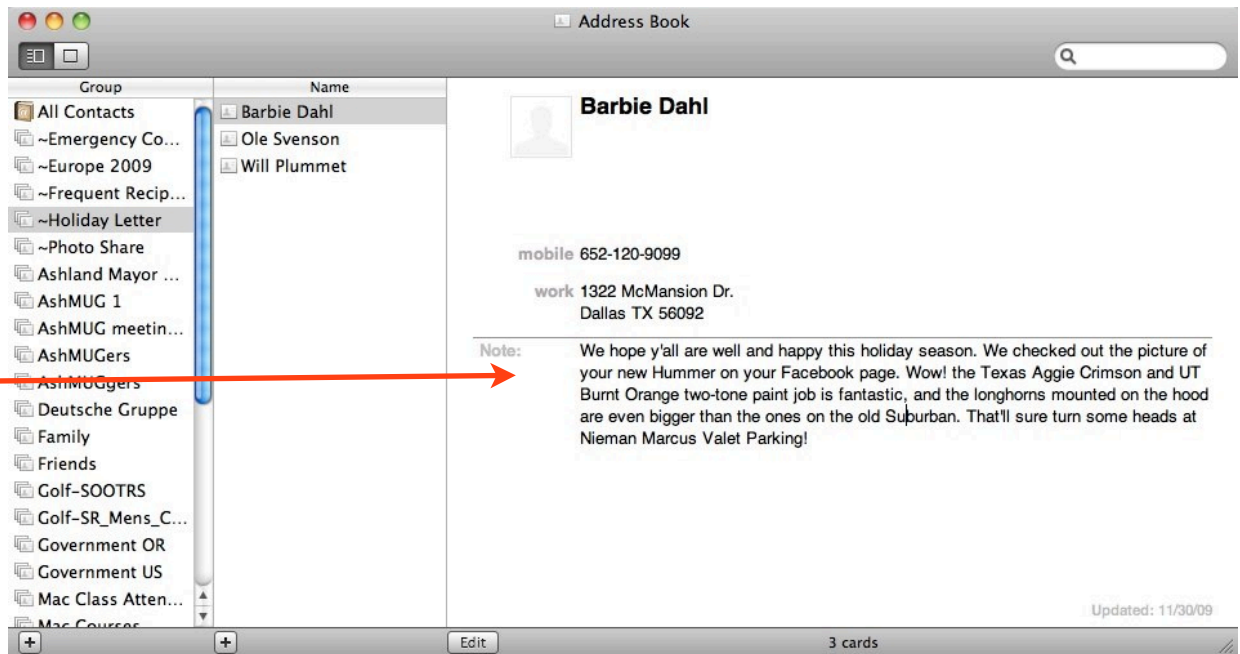 Address Book
Group
Name
All Contacts
~Emergency Co...
~Europe 2009
~Frequent Recip...
~Holiday Letter
~Photo Share
Ashland Mayor ...
AshMUG 1
AshMUG meetin...
AshMUGers
AshMUGgers
Deutsche Gruppe
Family
Friends
Golf-SOOTRS
Golf-SR_Mens_C...
Government OR
Government US
Mac Class Atten...
Mac Courses
Barbie Dahl
Ole Svenson
Will Plummet
Barbie Dahl
mobile 652-120-9099
work 1322 McMansion Dr.
Dallas TX 56092
Note: We hope y'all are well and happy this holiday season. We checked out the picture of
your new Hummer on your Facebook page. Wow! the Texas Aggie Crimson and UT
Burnt Orange two-tone paint job is fantastic, and the longhorns mounted on the hood
are even bigger than the ones on the old Suburban. That'll sure turn some heads at
Nieman Marcus Valet Parking!
Updated: 11/30/09
Edit
3 cards